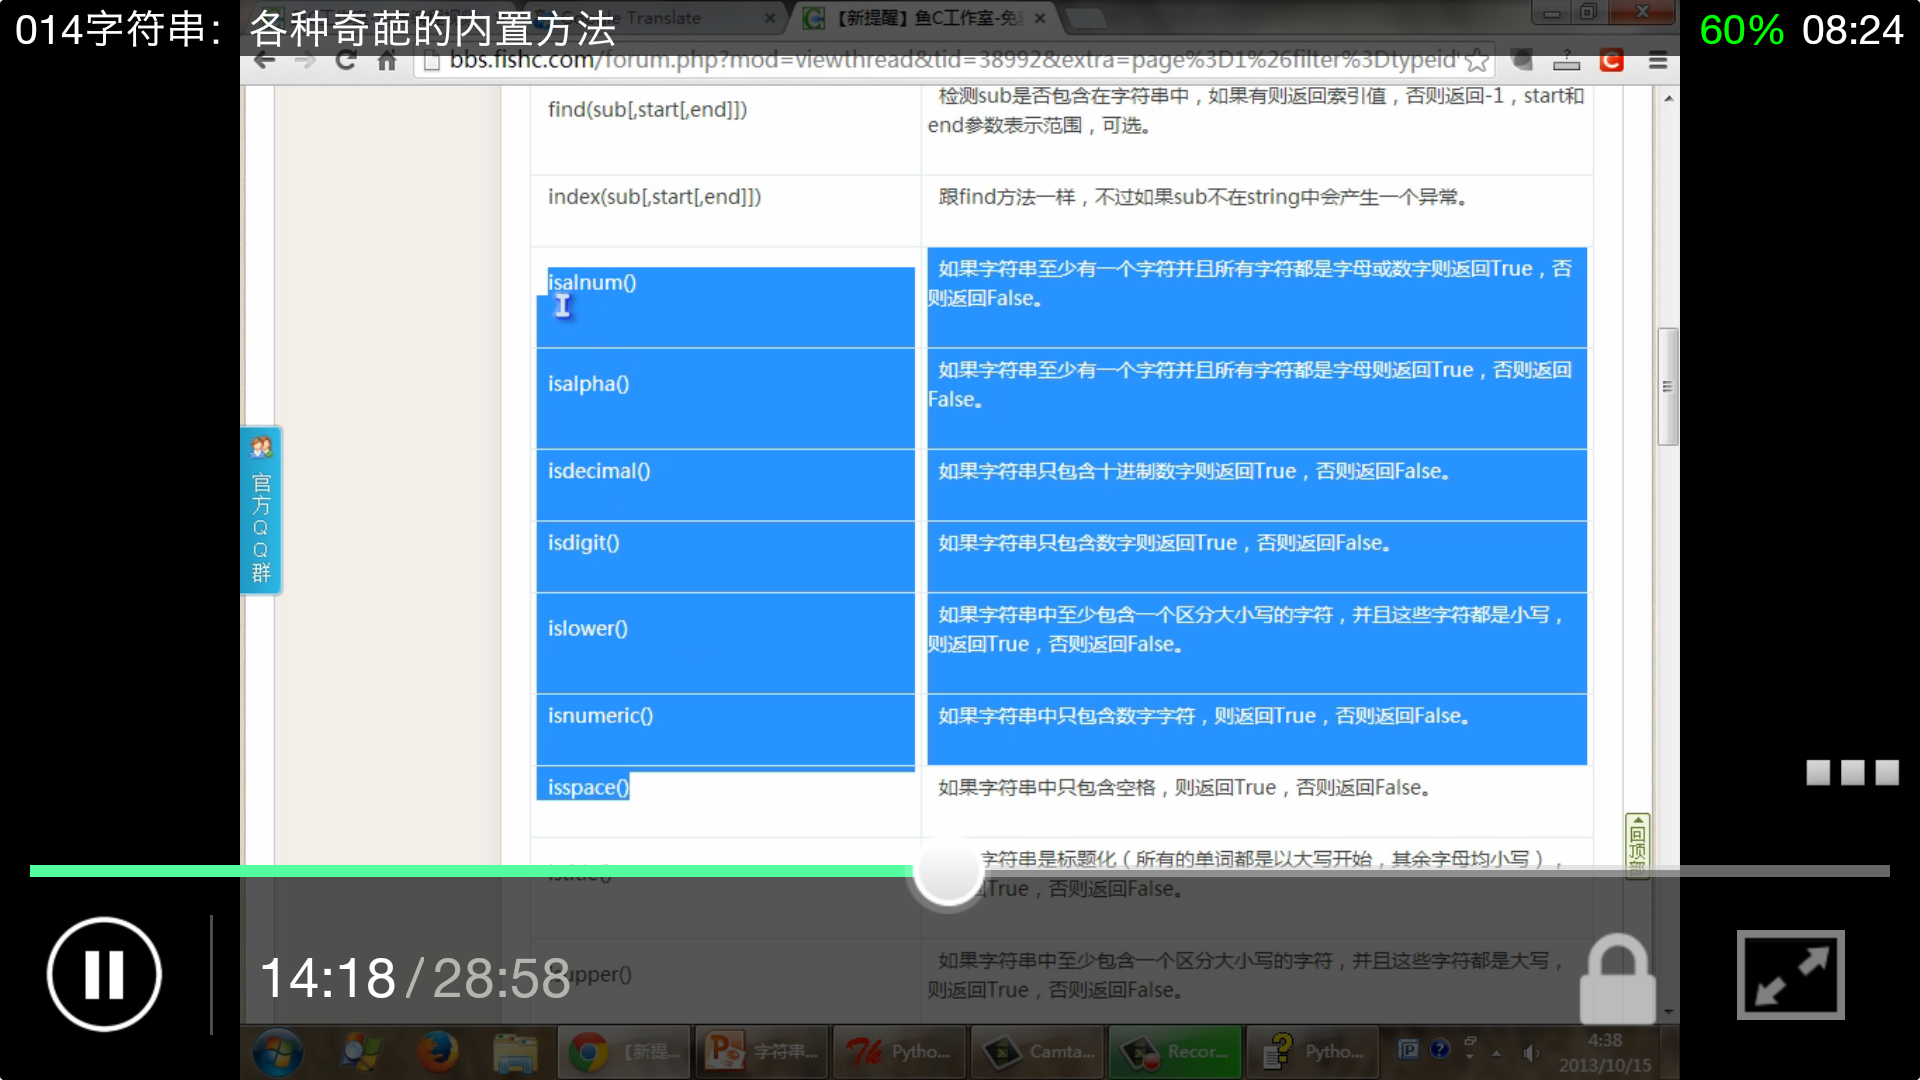 014字符串：各种奇葩的内置方法
60% 08:24
Translate
【新提醒】鱼C工作室-免
bbs.fishc.com/forum.php?mod=viewthread&tid=38992&extra=page%3D1%26filter%3Dtypeid
find(sub[,start[,end]])
检测sub是否包含在字符串中，如果有则返回索引值，否则返回-1，start和
end参数表示范围，可选。
index(sub[,start[,end]])
跟find方法一样，不过如果sub不在string中会产生一个异常。
isalnum()
如果字符串至少有一个字符并且所有字符都是字母或数字则返回True，否
则返回False。
isalpha()
如果字符串至少有一个字符并且所有字符都是字母则返回True，否则返回
False。
isdecimal()
如果字符串只包含十进制数字则返回True，否则返回False。
isdigit()
如果字符串只包含数字则返回True，否则返回False。
islower()
如果字符串中至少包含一个区分大小写的字符，并且这些字符都是小写，
则返回True，否则返回False。
isnumeric()
如果字符串中只包含数字字符，则返回True，否则返回False。
isspace()
如果字符串中只包含空格，则返回True，否则返回False。
istitle()
字符串是标题化（所有的单词都是以大写开始，其余字母均小写），
回True，否则返回False。
supper()
如果字符串中至少包含一个区分大小写的字符，并且这些字符都是大写，
则返回True，否则返回False。
官方QQ群
回顶部
14:18/28:58
[新提...
字符串...
Pytho...
Camta...
Recor...
Pytho...
4:38
2013/10/15